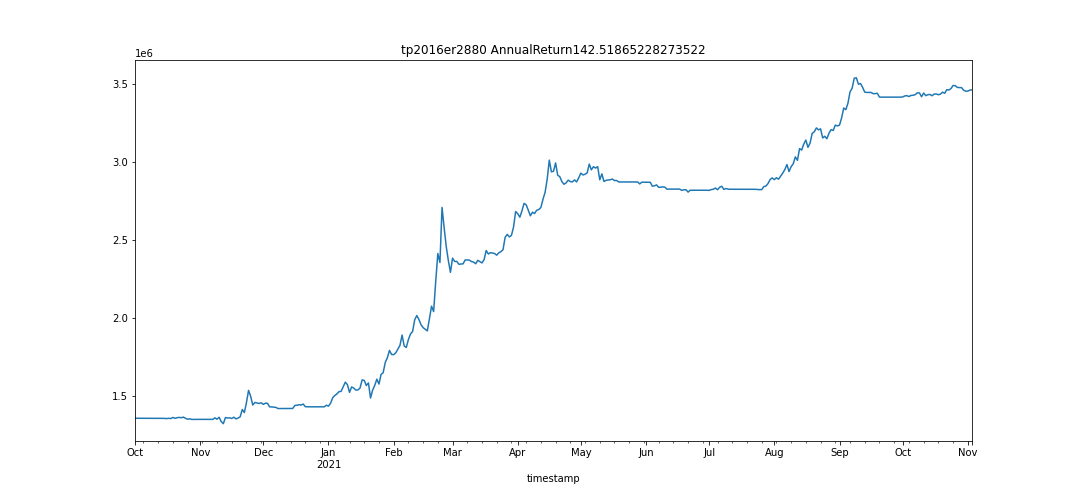 tp2016er2880 AnnualReturn142.51865228273522
1e6
3.5
3.0
2.5
2.0
1.5
Oct Nov Dec Jan Feb Mar Apr May Jun Jul Aug Sep Oct Nov
2021
timestamp